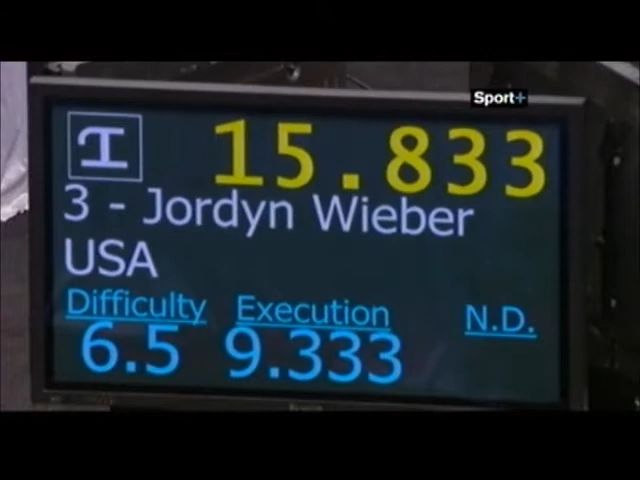 Sport+
15.833
3 - Jordyn Wieber
USA
Difficulty Execution N.D.
6.5 9.333